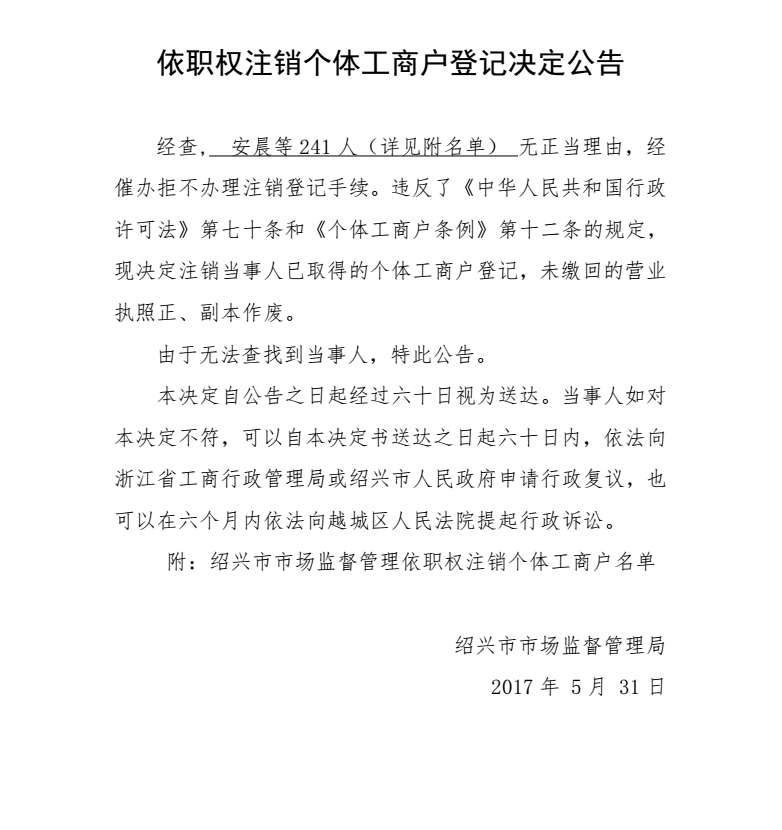 依职权注销个体工商户登记决定公告
经查, 安晨等 241 人（详见附名单） 无正当理由，经
催办拒不办理注销登记手续。违反了《中华人民共和国行政
许可法》第七十条和《个体工商户条例》第十二条的规定，
现决定注销当事人已取得的个体工商户登记，未缴回的营业
执照正、副本作废。
由于无法查找到当事人，特此公告。
本决定自公告之日起经过六十日视为送达。当事人如对
本决定不符，可以自本决定书送达之日起六十日内，依法向
浙江省工商行政管理局或绍兴市人民政府申请行政复议，也
可以在六个月内依法向越城区人民法院提起行政诉讼。
附：绍兴市市场监督管理依职权注销个体工商户名单
绍兴市市场监督管理局
2017 年 5 月 31 日